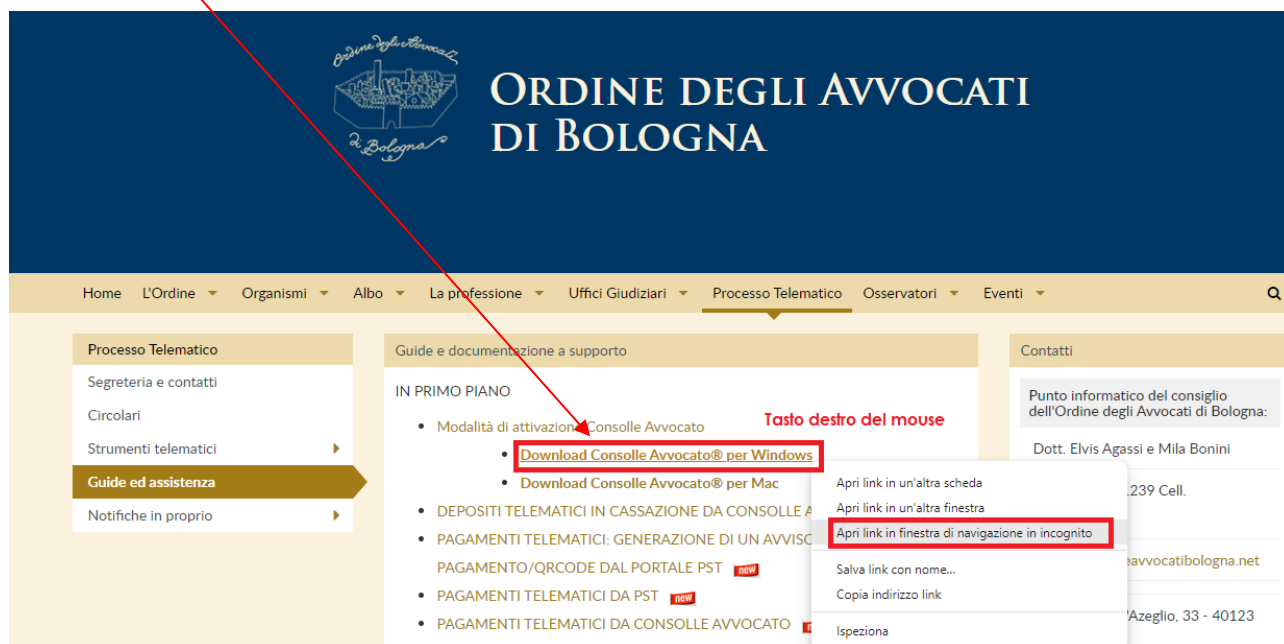 Ordine degli Avvocati
di Bologna
ORDINE DEGLI AVVOCATI
DI BOLOGNA
Home L'Ordine Organismi Albo La professione Uffici Giudiziari Processo Telematico Osservatori Eventi
Processo Telematico
Segreteria e contatti
Circolari
Strumenti telematici
Guide ed assistenza
Notifiche in proprio
Guide e documentazione a supporto
IN PRIMO PIANO
Tasto destro del mouse
• Modalità di attivazione Consolle Avvocato
• Download Consolle Avvocato® per Windows
• Download Consolle Avvocato® per Mac
• DEPOSITI TELEMATICI IN CASSAZIONE DA CONSOLLE A
• PAGAMENTI TELEMATICI: GENERAZIONE DI UN AVVISO
PAGAMENTO/QRCODE DAL PORTALE PST new
• PAGAMENTI TELEMATICI DA PST new
• PAGAMENTI TELEMATICI DA CONSOLLE AVVOCATO
Apri link in un'altra scheda
Apri link in un'altra finestra
Apri link in finestra di navigazione in incognito
Salva link con nome...
Copia indirizzo link
Ispeziona
Contatti
Punto informatico del consiglio
dell'Ordine degli Avvocati di Bologna:
Dott. Elvis Agassi e Mila Bonini
.239 Cell.
eavvocatibologna.net
'Azeglio, 33 - 40123